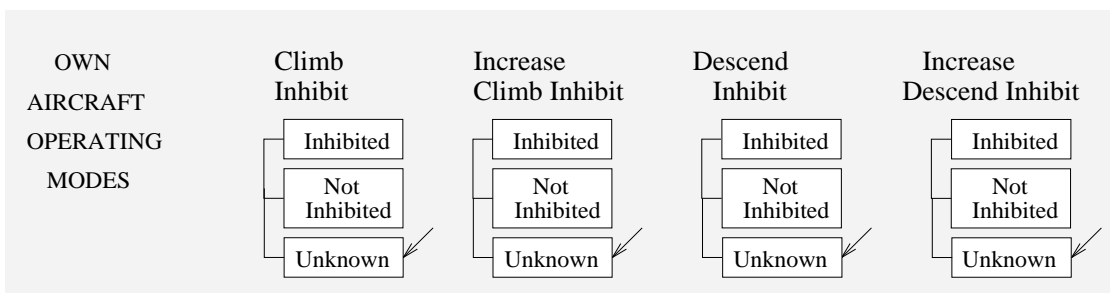 OWN
AIRCRAFT
OPERATING
MODES
Climb
Inhibit
Inhibited
Not
Inhibited
Unknown
Increase
Climb Inhibit
Inhibited
Not
Inhibited
Unknown
Descend
Inhibit
Inhibited
Not
Inhibited
Unknown
Increase
Descend Inhibit
Inhibited
Not
Inhibited
Unknown